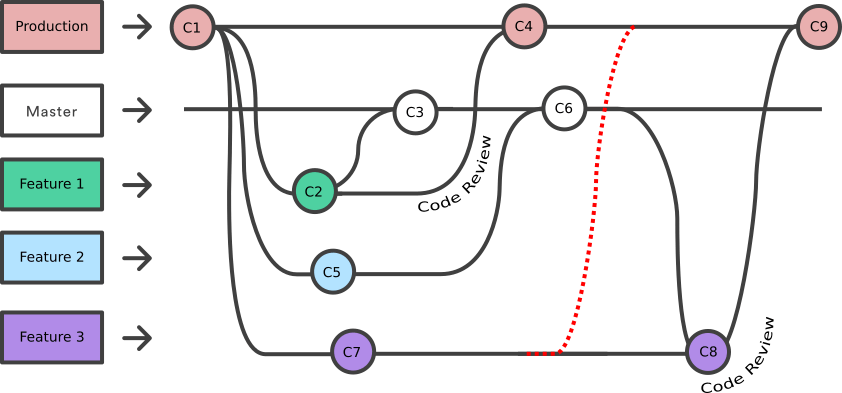 Production
C1
C4
C9
Master
C3
C6
Feature 1
C2
Code Review
Feature 2
C5
Feature 3
C7
C8
Code Review